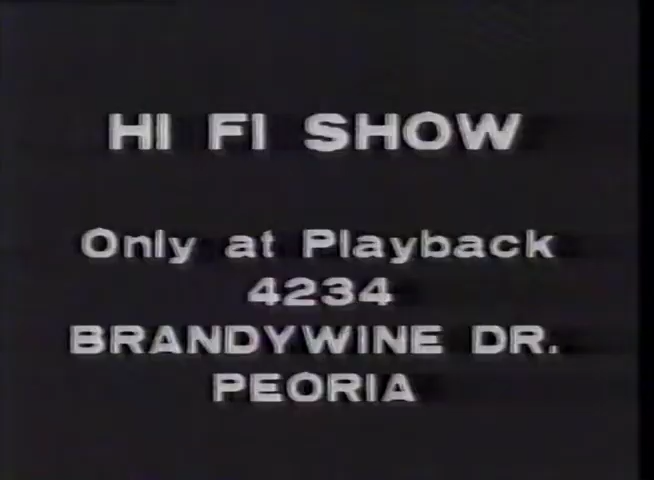 HI FI SHOW
Only at Playback
4234
BRANDYWINE DR.
PEORIA